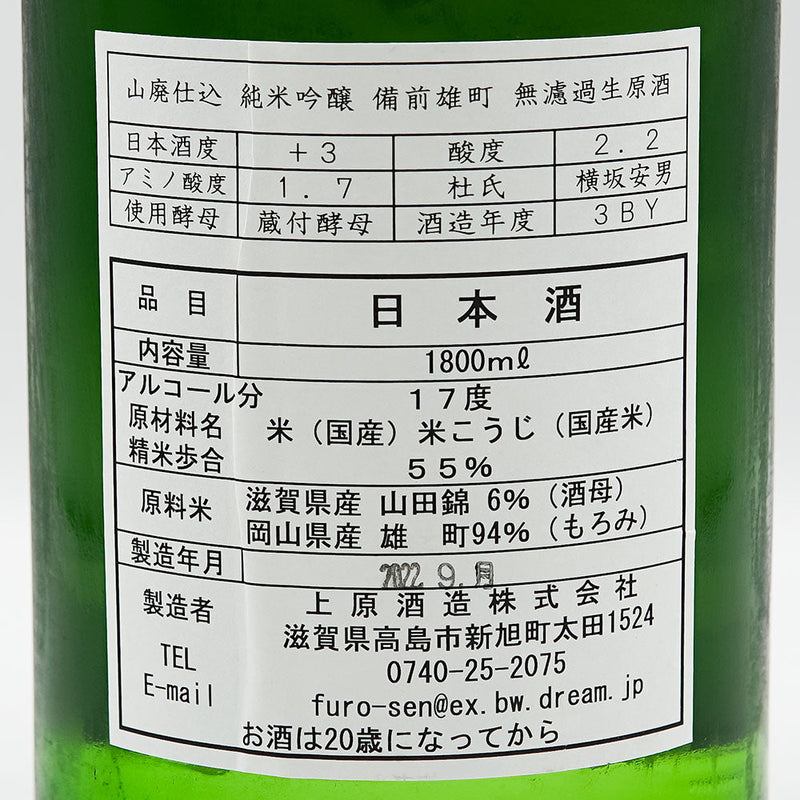 山廃仕込 純米吟醸 備前雄町 無濾過生原酒
日本酒度 +3 酸度 2.2
アミノ酸度 1.7 杜氏 横坂安男
使用酵母 蔵付酵母 酒造年度 3BY
品目 日本酒
内容量 1800ml
アルコール分 17度
原材料名 米(国産)米こうじ(国産米)
精米歩合 55%
原料米 滋賀県産 山田錦 6%(酒母)
岡山県産 雄 町94%(もろみ)
製造年月 2022 9.月
製造者 上原酒造株式会社
滋賀県高島市新旭町太田1524
TEL 0740-25-2075
E-mail furo-sen@ex.bw.dream.jp
お酒は20歳になってから